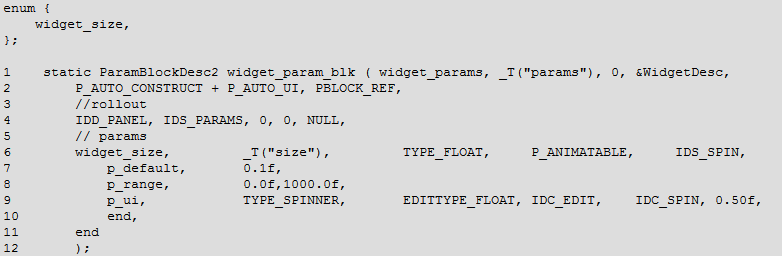 enum {
    widget_size,
};
1    static ParamBlockDesc2 widget_param_blk ( widget_params, _T("params"), 0, &WidgetDesc,
2        P_AUTO_CONSTRUCT + P_AUTO_UI, PBLOCK_REF,
3        //rollout
4        IDD_PANEL, IDS_PARAMS, 0, 0, NULL,
5        // params
6        widget_size,          _T("size"),          TYPE_FLOAT,     P_ANIMATABLE,     IDS_SPIN,
7            p_default,        0.1f,
8            p_range,          0.0f,1000.0f,
9            p_ui,             TYPE_SPINNER,        EDITTYPE_FLOAT, IDC_EDIT,    IDC_SPIN, 0.50f,
10           end,
11       end
12       );